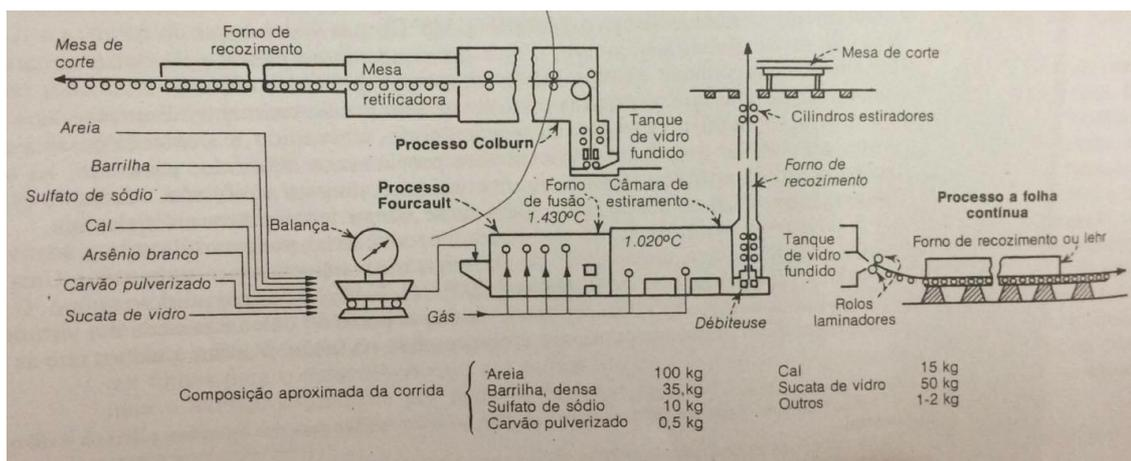 Mesa de
corte
Forno de
recozimento
Mesa
retificadora
Processo Colburn
Tanque
de vidro
fundido
Mesa de corte
Cilindros estiradores
Forno de
recozimento
Areia
Barrilha
Sulfato de sódio
Cal
Arsênio branco
Carvão pulverizado
Sucata de vidro
Balança
Processo
Fourcault
Forno
de fusão
1.430ºC
Câmara de
estiramento
1.020ºC
Gás
Débiteuse
Processo a folha
contínua
Tanque
de vidro
fundido
Forno de recozimento ou lehr
Rolos
laminadores
Composição aproximada da corrida
Areia 100 kg
Barrilha, densa 35, kg
Sulfato de sódio 10 kg
Carvão pulverizado 0,5 kg
Cal 15 kg
Sucata de vidro 50 kg
Outros 1-2 kg